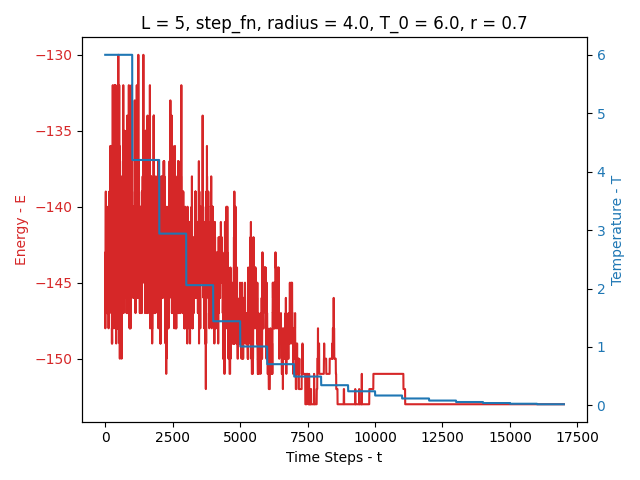 L = 5, step_fn, radius = 4.0, T_0 = 6.0, r = 0.7
Energy - E
−130
−135
−140
−145
−150
6
5
4
3
2
1
0
Temperature - T
0 2500 5000 7500 10000 12500 15000 17500
Time Steps - t